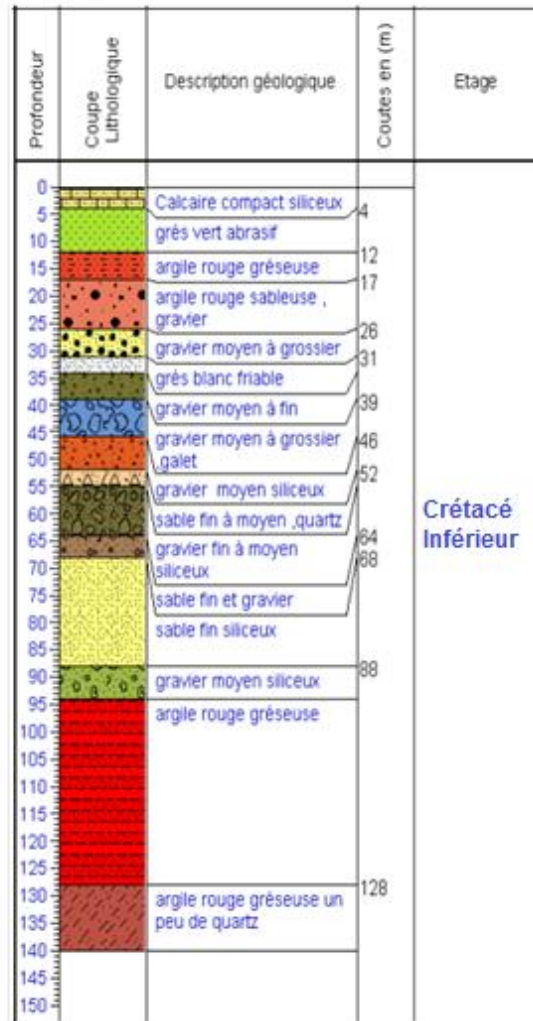 Profondeur
Coupe
Lithologique
Description géologique
Coutes en (m)
Etage
0
5
10
15
20
25
30
35
40
45
50
55
60
65
70
75
80
85
90
95
100
105
110
115
120
125
130
135
140
145
150
Calcaire compact siliceux
grés vert abrasif
argile rouge gréseuse
argile rouge sableuse ,
gravier
gravier moyen à grossier
grés blanc friable
gravier moyen à fin
gravier moyen à grossier
,galet
gravier moyen siliceux
sable fin à moyen ,quartz
gravier fin à moyen
siliceux
sable fin et gravier
sable fin siliceux
gravier moyen siliceux
argile rouge gréseuse
argile rouge gréseuse un
peu de quartz
4
12
17
26
31
39
46
52
64
68
88
128
Crétacé
Inférieur